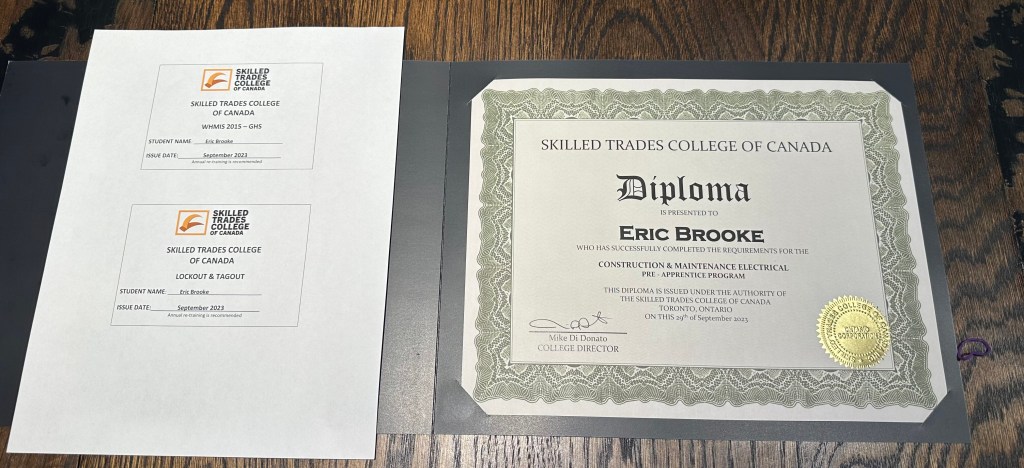 SKILLED
TRADES
COLLEGE
OF CANADA
SKILLED TRADES COLLEGE
OF CANADA
WHMIS 2015 – GHS
STUDENT NAME: Eric Brooke
ISSUE DATE: September 2023
Annual re-training is recommended
SKILLED
TRADES
COLLEGE
OF CANADA
SKILLED TRADES COLLEGE
OF CANADA
LOCKOUT & TAGOUT
STUDENT NAME: Eric Brooke
ISSUE DATE: September 2023
Annual re-training is recommended
SKILLED TRADES COLLEGE OF CANADA
Diploma
IS PRESENTED TO
ERIC BROOKE
WHO HAS SUCCESSFULLY COMPLETED THE REQUIREMENTS FOR THE
CONSTRUCTION & MAINTENANCE ELECTRICAL
PRE - APPRENTICE PROGRAM
THIS DIPLOMA IS ISSUED UNDER THE AUTHORITY OF
THE SKILLED TRADES COLLEGE OF CANADA
TORONTO, ONTARIO
ON THIS 29th of September 2023
Mike Di Donato
COLLEGE DIRECTOR
ONTARIO
CORPORATION